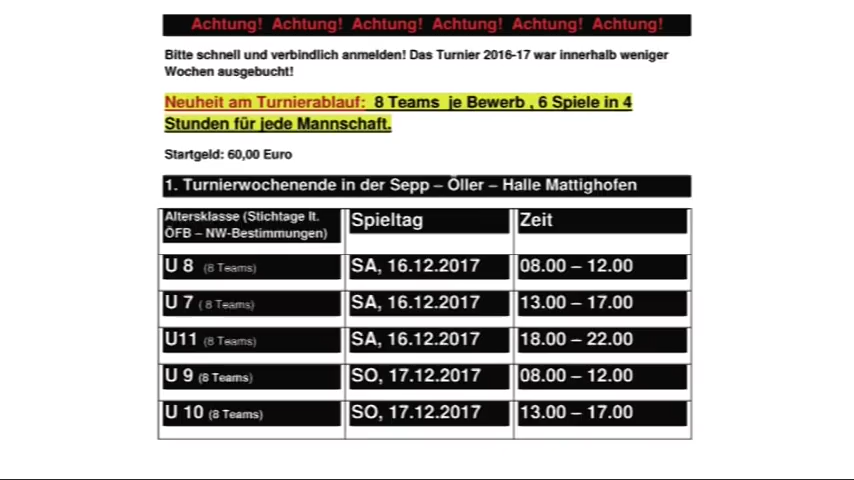 Achtung! Achtung! Achtung! Achtung! Achtung! Achtung!
Bitte schnell und verbindlich anmelden! Das Turnier 2016-17 war innerhalb weniger
Wochen ausgebucht!
Neuheit am Turnierablauf: 8 Teams je Bewerb , 6 Spiele in 4
Stunden für jede Mannschaft.
Startgeld: 60,00 Euro
1. Turnierwochenende in der Sepp – Öller – Halle Mattighofen
Altersklasse (Stichtage lt.
ÖFB – NW-Bestimmungen)
Spieltag
Zeit
U 8 (8 Teams) SA, 16.12.2017 08.00 – 12.00
U 7 ( 8 Teams) SA, 16.12.2017 13.00 – 17.00
U11 (8 Teams) SA, 16.12.2017 18.00 – 22.00
U 9 (8 Teams) SO, 17.12.2017 08.00 – 12.00
U 10 (8 Teams) SO, 17.12.2017 13.00 – 17.00